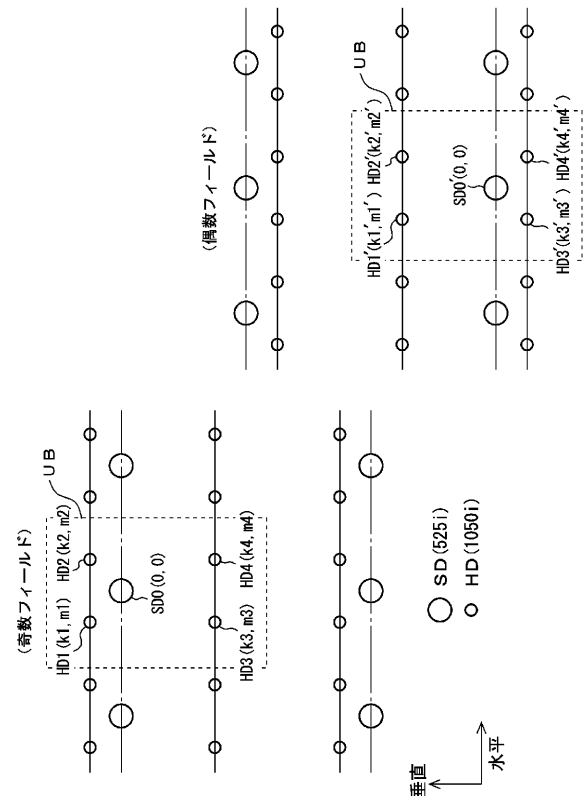 (奇数フィールド)
UB
HD1(k1, m1)
HD2(k2, m2)
SD0(0, 0)
HD3(k3, m3)
HD4(k4, m4)
(偶数フィールド)
UB
HD1′(k1′, m1′)
HD2′(k2′, m2′)
SD0′(0, 0)
HD3′(k3′, m3′)
HD4′(k4′, m4′)
SD(525i)
HD(1050i)
垂直
水平